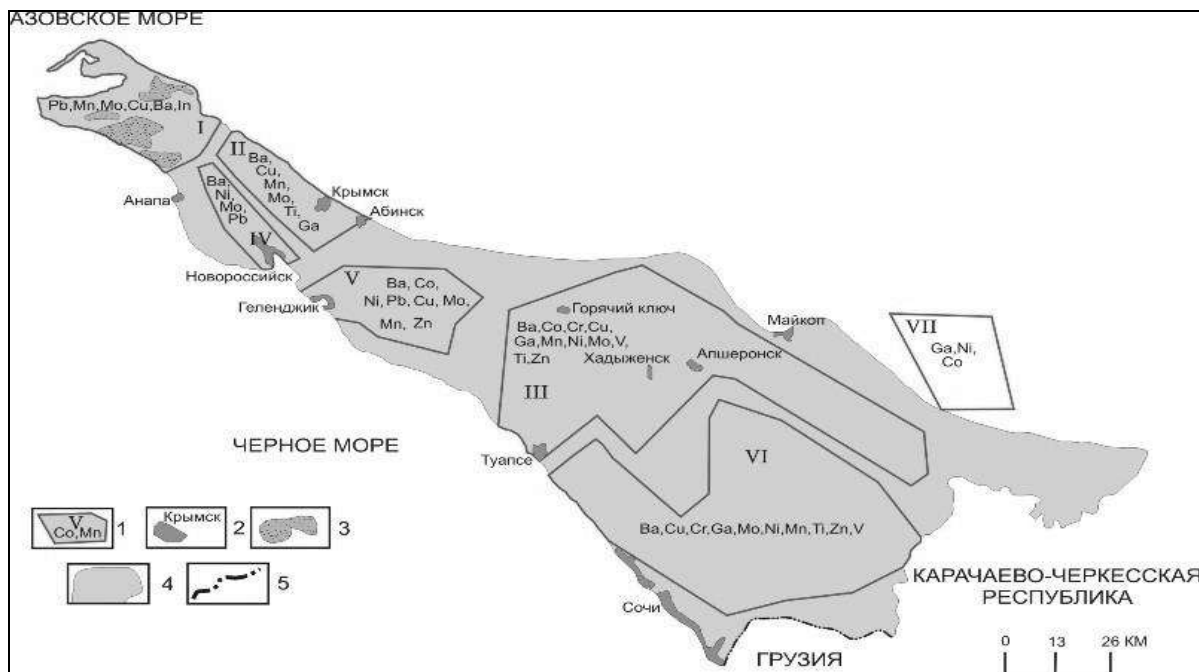 АЗОВСКОЕ МОРЕ
Pb,Mn,Mo,Cu,Ba,In
I
II
Ba,
Cu,
Mn,
Mo,
Ti,
Ga
Крымск
Абинск
Анапа
Ba,
Ni,
Mo,
Pb
IV
Новороссийск
Геленджик
V
Ba, Co,
Ni, Pb, Cu, Mo,
Mn, Zn
Горячий ключ
Ba,Co,Cr,Cu,
Ga,Mn,Ni,Mo,V,
Ti,Zn
Хадыженск
Апшеронск
III
Майкоп
VII
Ga,Ni,
Co
ЧЕРНОЕ МОРЕ
Туапсе
VI
Ba,Cu,Cr,Ga,Mo,Ni,Mn,Ti,Zn,V
V
Co,Mn
1
Крымск
2
3
4
5
Сочи
КАРАЧАЕВО-ЧЕРКЕССКАЯ
РЕСПУБЛИКА
ГРУЗИЯ
0 13 26 КМ